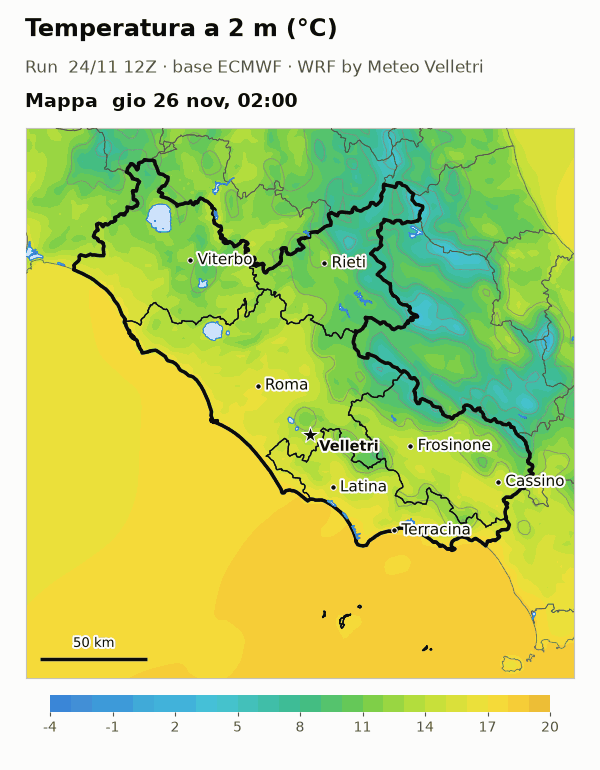 Temperatura a 2 m (°C)
Run  24/11 12Z · base ECMWF · WRF by Meteo Velletri
Mappa  gio 26 nov, 02:00
Viterbo
Rieti
Roma
Velletri
Frosinone
Latina
Cassino
Terracina
50 km
-4 -1 2 5 8 11 14 17 20